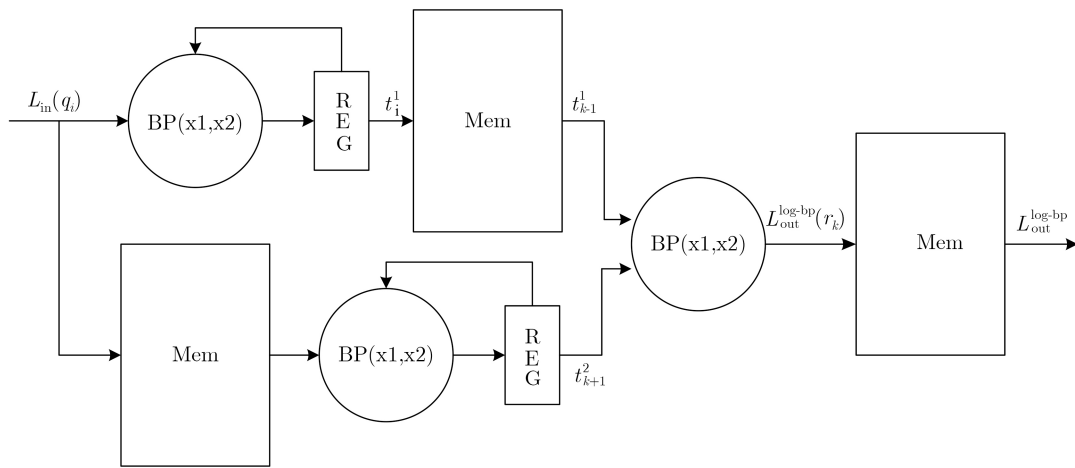 L_in(q_i)
BP(x1,x2)
R
E
G
t_i^1
Mem
t_{k-1}^1
BP(x1,x2)
L_out^log-bp(r_k)
Mem
L_out^log-bp
Mem
BP(x1,x2)
R
E
G
t_{k+1}^2